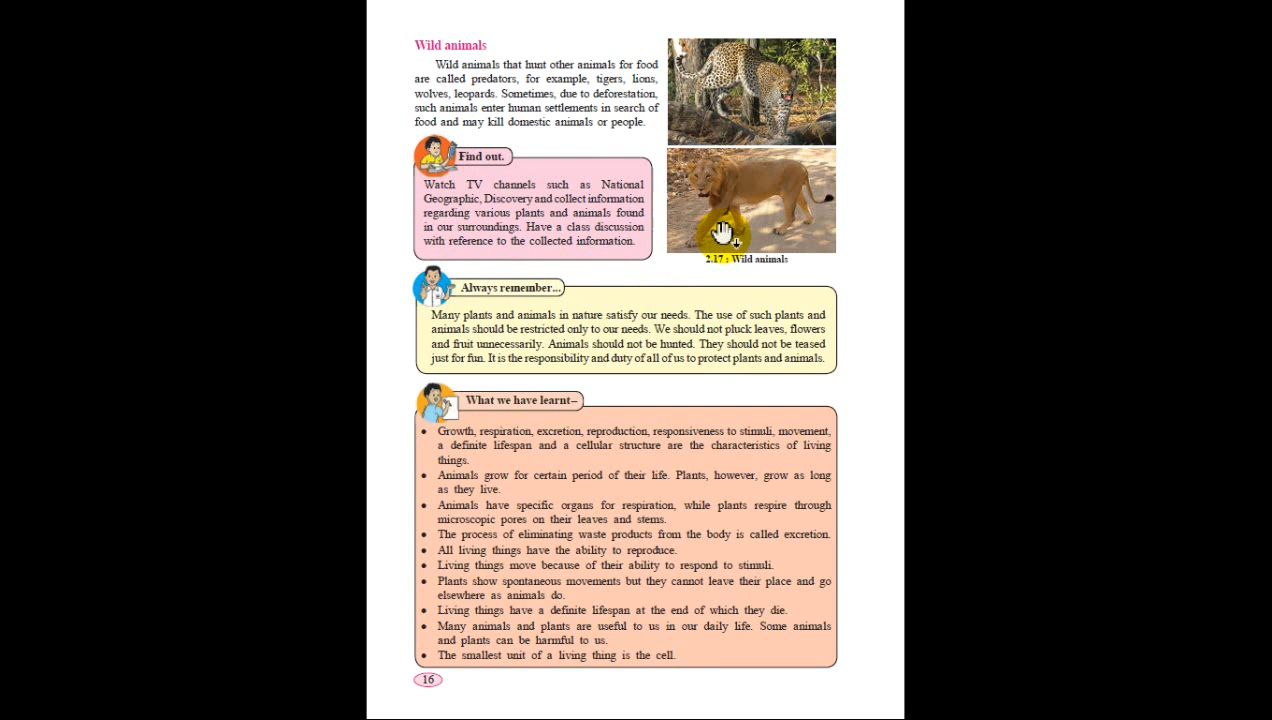 Wild animals
Wild animals that hunt other animals for food
are called predators, for example, tigers, lions,
wolves, leopards. Sometimes, due to deforestation,
such animals enter human settlements in search of
food and may kill domestic animals or people.
Find out.
Watch TV channels such as National
Geographic, Discovery and collect information
regarding various plants and animals found
in our surroundings. Have a class discussion
with reference to the collected information.
2.17 : Wild animals
Always remember...
Many plants and animals in nature satisfy our needs. The use of such plants and
animals should be restricted only to our needs. We should not pluck leaves, flowers
and fruit unnecessarily. Animals should not be hunted. They should not be teased
just for fun. It is the responsibility and duty of all of us to protect plants and animals.
What we have learnt–
• Growth, respiration, excretion, reproduction, responsiveness to stimuli, movement,
a definite lifespan and a cellular structure are the characteristics of living
things.
• Animals grow for certain period of their life. Plants, however, grow as long
as they live.
• Animals have specific organs for respiration, while plants respire through
microscopic pores on their leaves and stems.
• The process of eliminating waste products from the body is called excretion.
• All living things have the ability to reproduce.
• Living things move because of their ability to respond to stimuli.
• Plants show spontaneous movements but they cannot leave their place and go
elsewhere as animals do.
• Living things have a definite lifespan at the end of which they die.
• Many animals and plants are useful to us in our daily life. Some animals
and plants can be harmful to us.
• The smallest unit of a living thing is the cell.
16